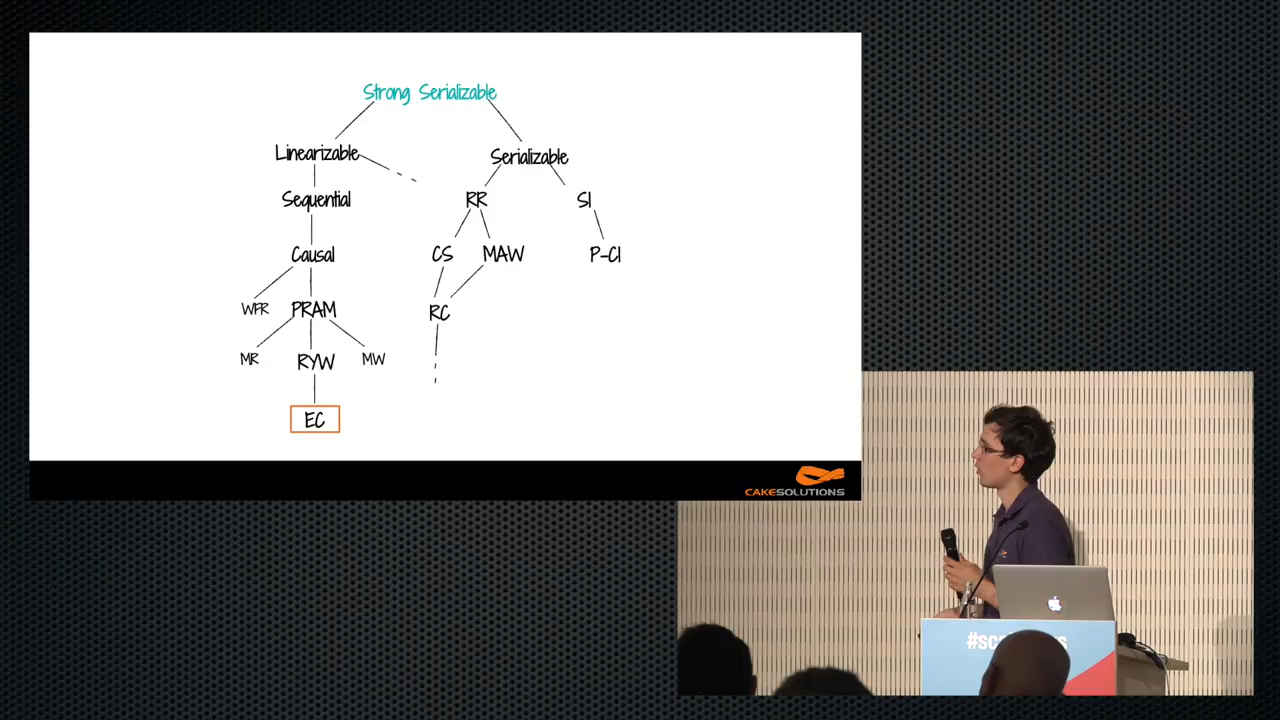 Strong Serializable
Linearizable
Serializable
Sequential
RR
SI
Causal
CS
MAW
P-CI
WFR
PRAM
RC
MR
RYW
MW
EC
CAKESOLUTIONS